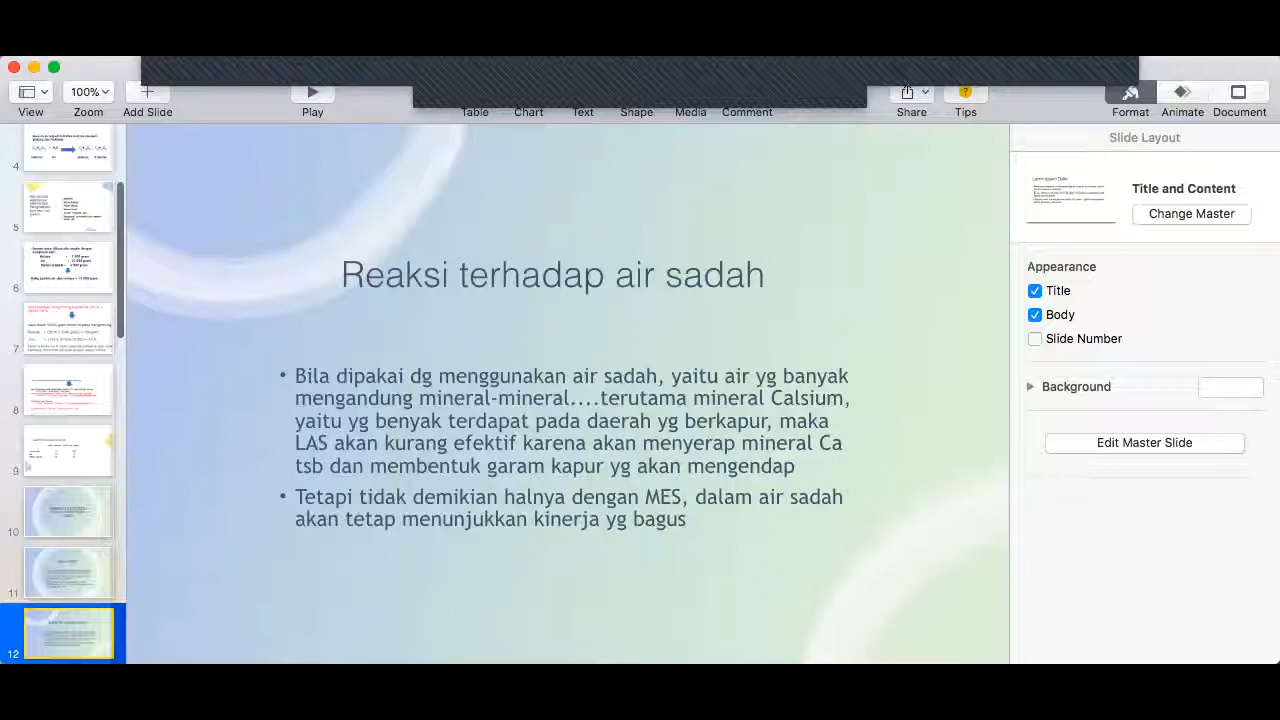 View
100%
Zoom
Add Slide
Play
Table
Chart
Text
Shape
Media
Comment
Share
Tips
Format
Animate
Document
4
5
6
7
8
9
10
11
12
Reaksi terhadap air sadah
• Bila dipakai dg menggunakan air sadah, yaitu air yg banyak
mengandung mineral-mineral....terutama mineral Calsium,
yaitu yg benyak terdapat pada daerah yg berkapur, maka
LAS akan kurang efektif karena akan menyerap mineral Ca
tsb dan membentuk garam kapur yg akan mengendap
• Tetapi tidak demikian halnya dengan MES, dalam air sadah
akan tetap menunjukkan kinerja yg bagus
Slide Layout
Title and Content
Change Master
Appearance
Title
Body
Slide Number
Background
Edit Master Slide